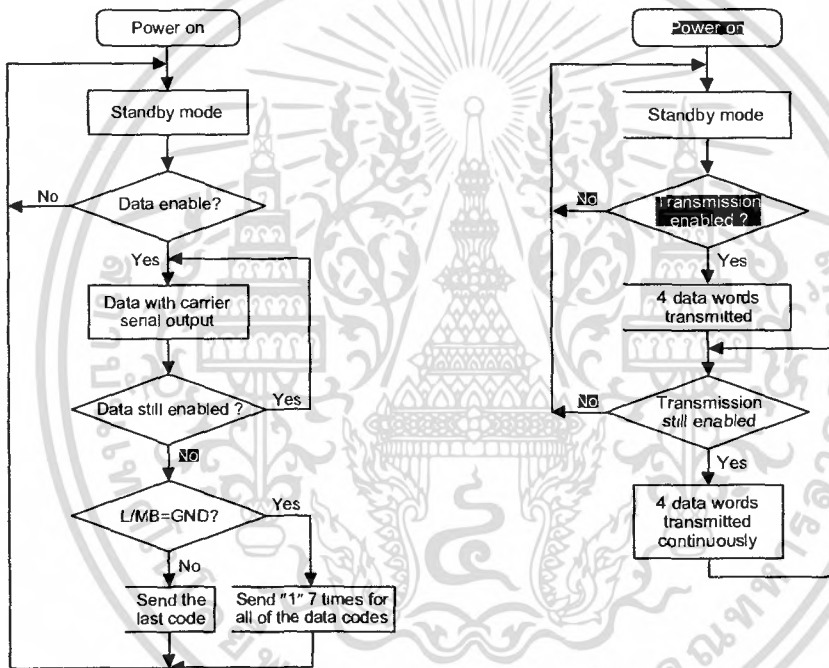 Power on
Standby mode
Data enable?
No
Yes
Data with carrier
serial output
Data still enabled ?
Yes
No
L/MB=GND?
Yes
No
Send the
last code
Send "1" 7 times for
all of the data codes
Power on
Standby mode
Transmission
enabled ?
No
Yes
4 data words
transmitted
Transmission
still enabled
No
Yes
4 data words
transmitted
continuously